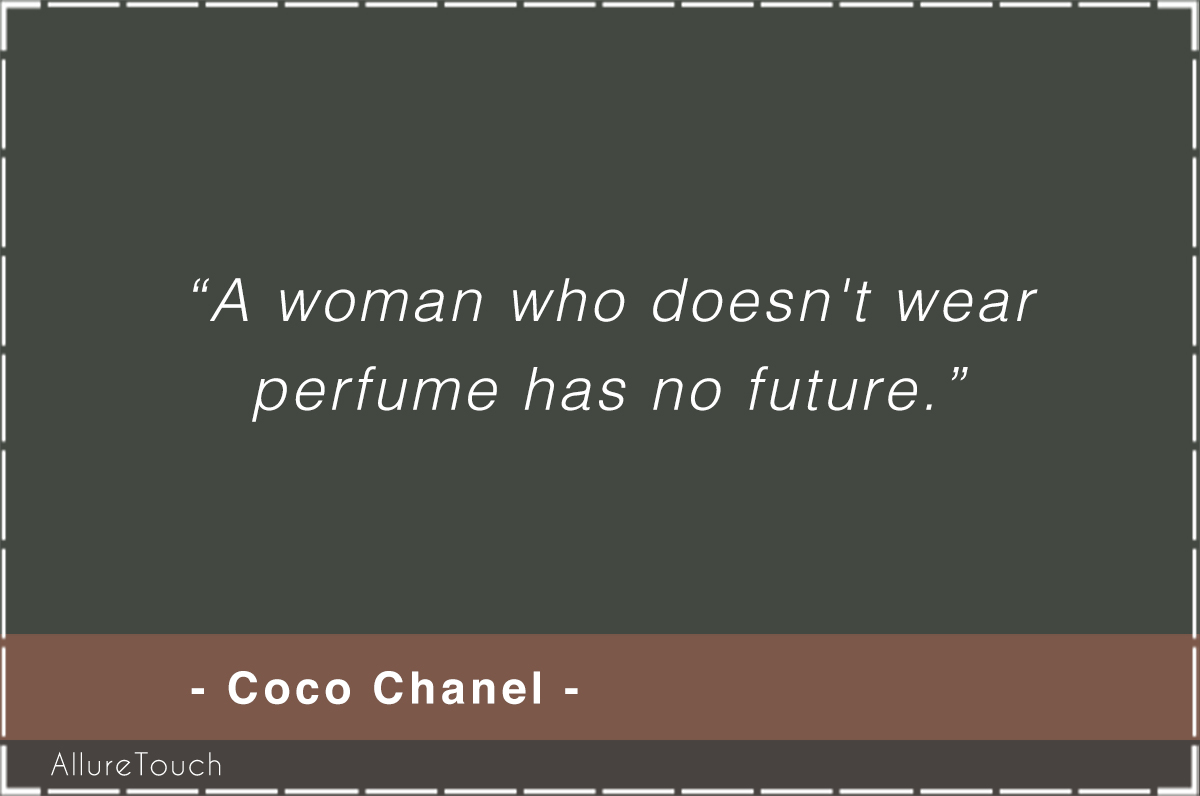 “A woman who doesn't wear
perfume has no future.”
- Coco Chanel -
AllureTouch